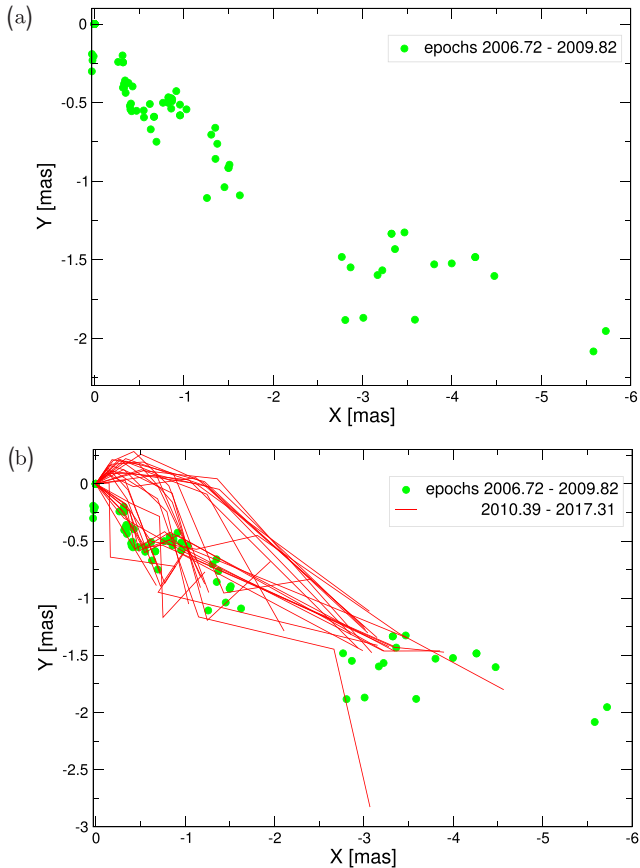 (a)
epochs 2006.72 - 2009.82
0
-0.5
-1
-1.5
-2
Y [mas]
0 -1 -2 -3 -4 -5 -6
X [mas]
(b)
epochs 2006.72 - 2009.82
2010.39 - 2017.31
0
-0.5
-1
-1.5
-2
-2.5
-3
Y [mas]
0 -1 -2 -3 -4 -5 -6
X [mas]